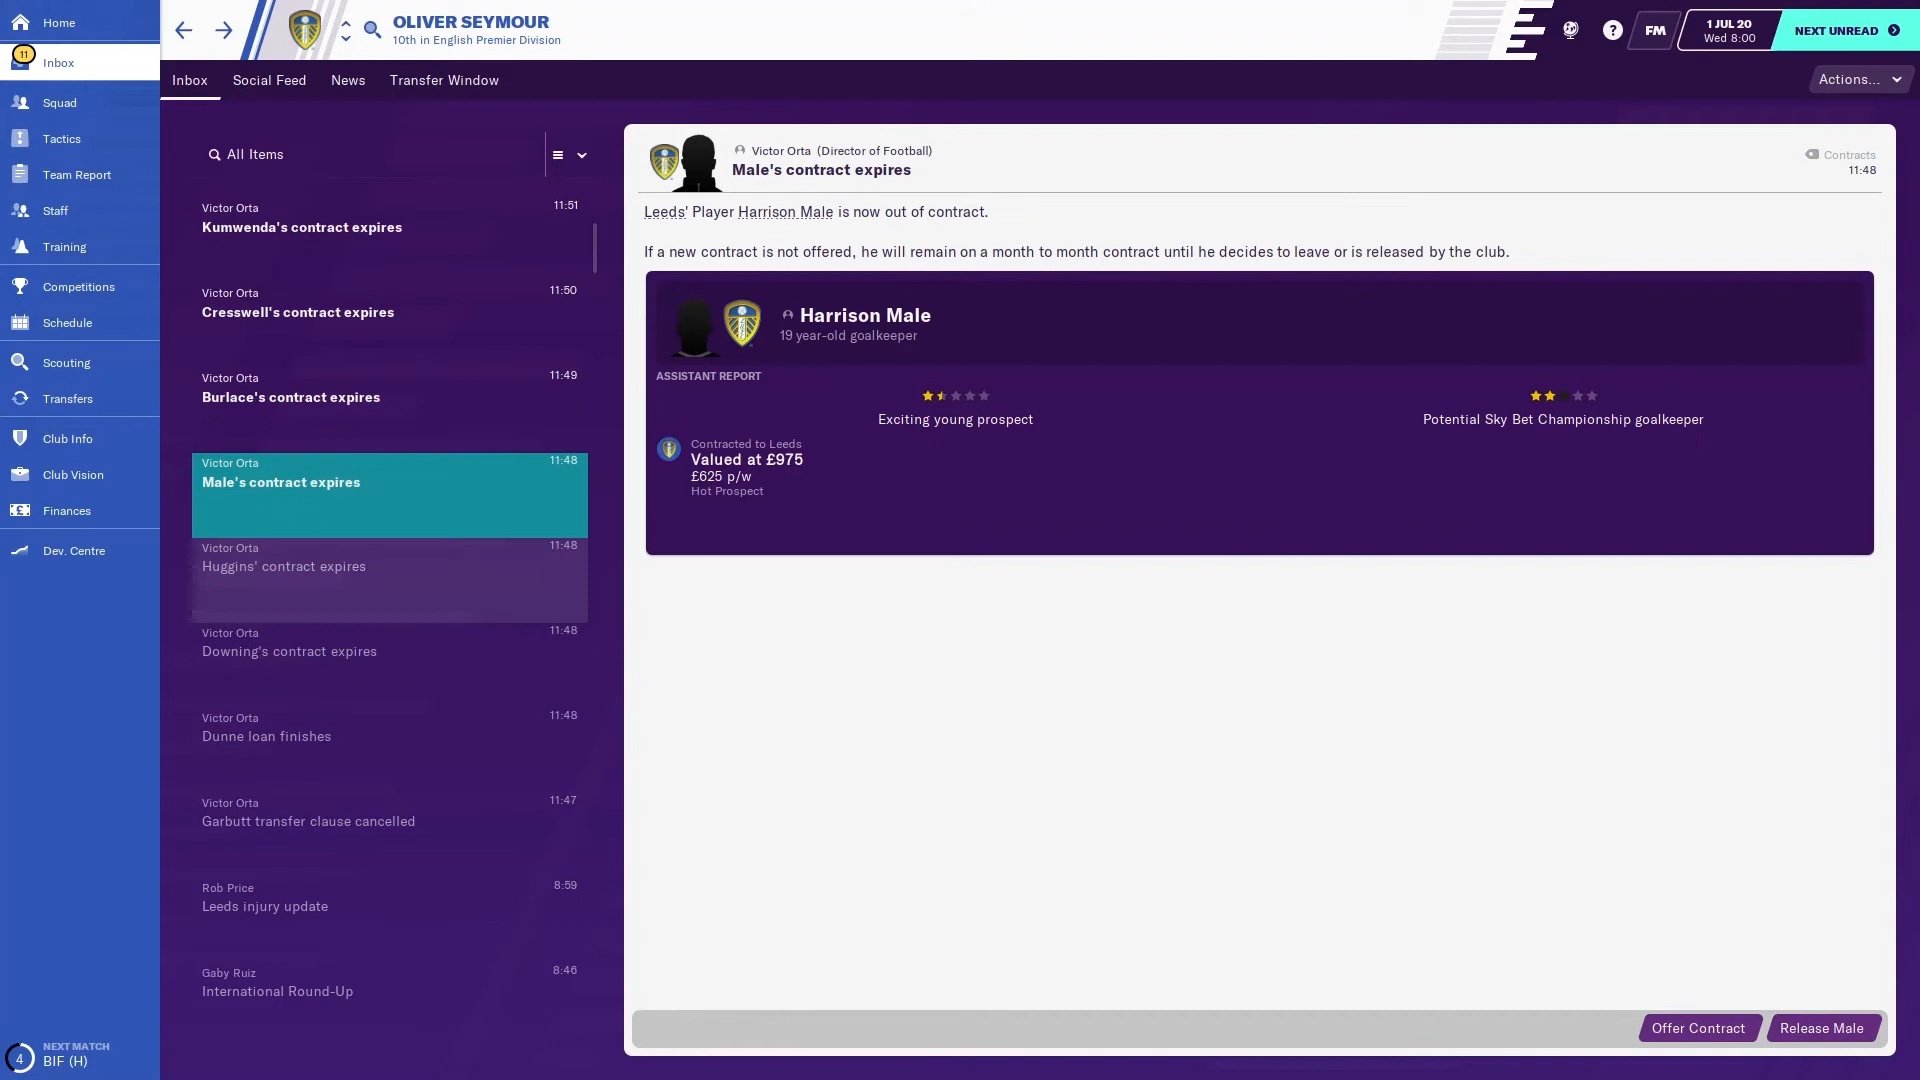 Home
11
Inbox
Squad
Tactics
Team Report
Staff
Training
Competitions
Schedule
Scouting
Transfers
Club Info
Club Vision
Finances
Dev. Centre
4
NEXT MATCH
BIF (H)
OLIVER SEYMOUR
10th in English Premier Division
?
FM
1 JUL 20
Wed 8:00
NEXT UNREAD
Inbox Social Feed News Transfer Window
Actions...
All Items
Victor Orta 11:51
Kumwenda's contract expires
Victor Orta 11:50
Cresswell's contract expires
Victor Orta 11:49
Burlace's contract expires
Victor Orta 11:48
Male's contract expires
Victor Orta 11:48
Huggins' contract expires
Victor Orta 11:48
Downing's contract expires
Victor Orta 11:48
Dunne loan finishes
Victor Orta 11:47
Garbutt transfer clause cancelled
Rob Price 8:59
Leeds injury update
Gaby Ruiz 8:46
International Round-Up
Victor Orta (Director of Football)
Male's contract expires
Contracts
11:48
Leeds' Player Harrison Male is now out of contract.
If a new contract is not offered, he will remain on a month to month contract until he decides to leave or is released by the club.
Harrison Male
19 year-old goalkeeper
ASSISTANT REPORT
Exciting young prospect
Potential Sky Bet Championship goalkeeper
Contracted to Leeds
Valued at £975
£625 p/w
Hot Prospect
Offer Contract
Release Male